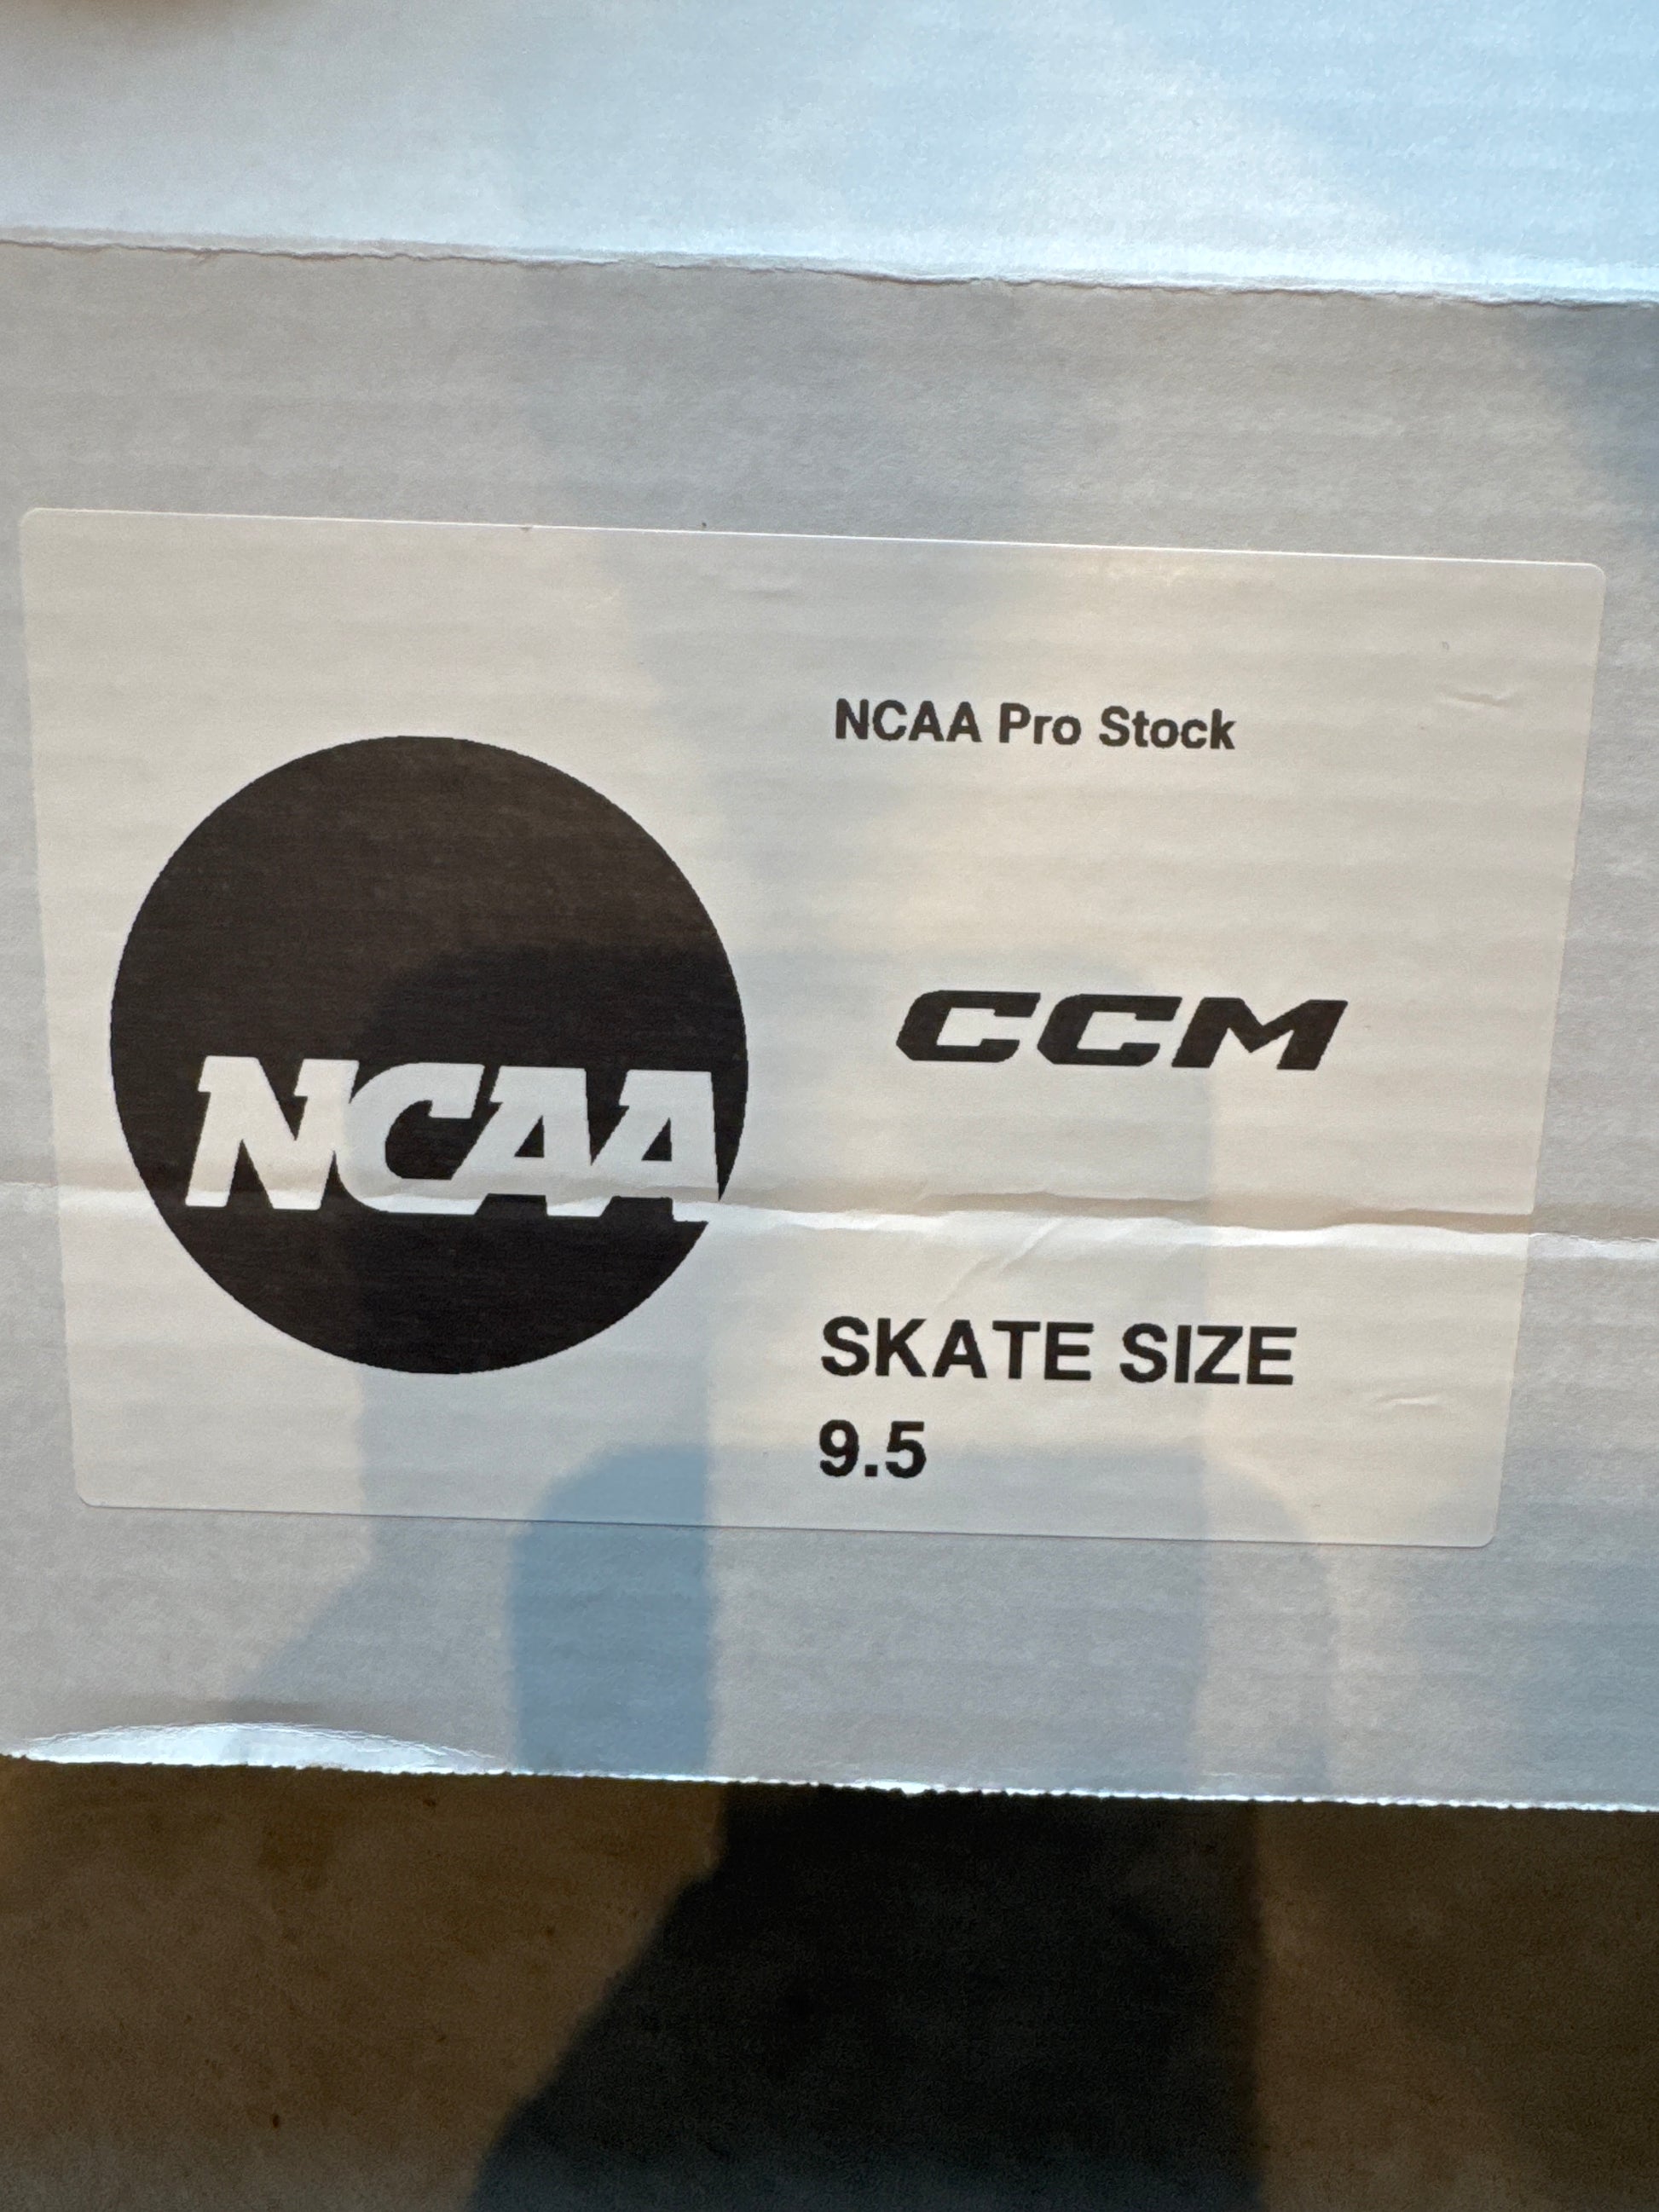 NCAA Pro Stock
NCAA
CCM
SKATE SIZE
9.5